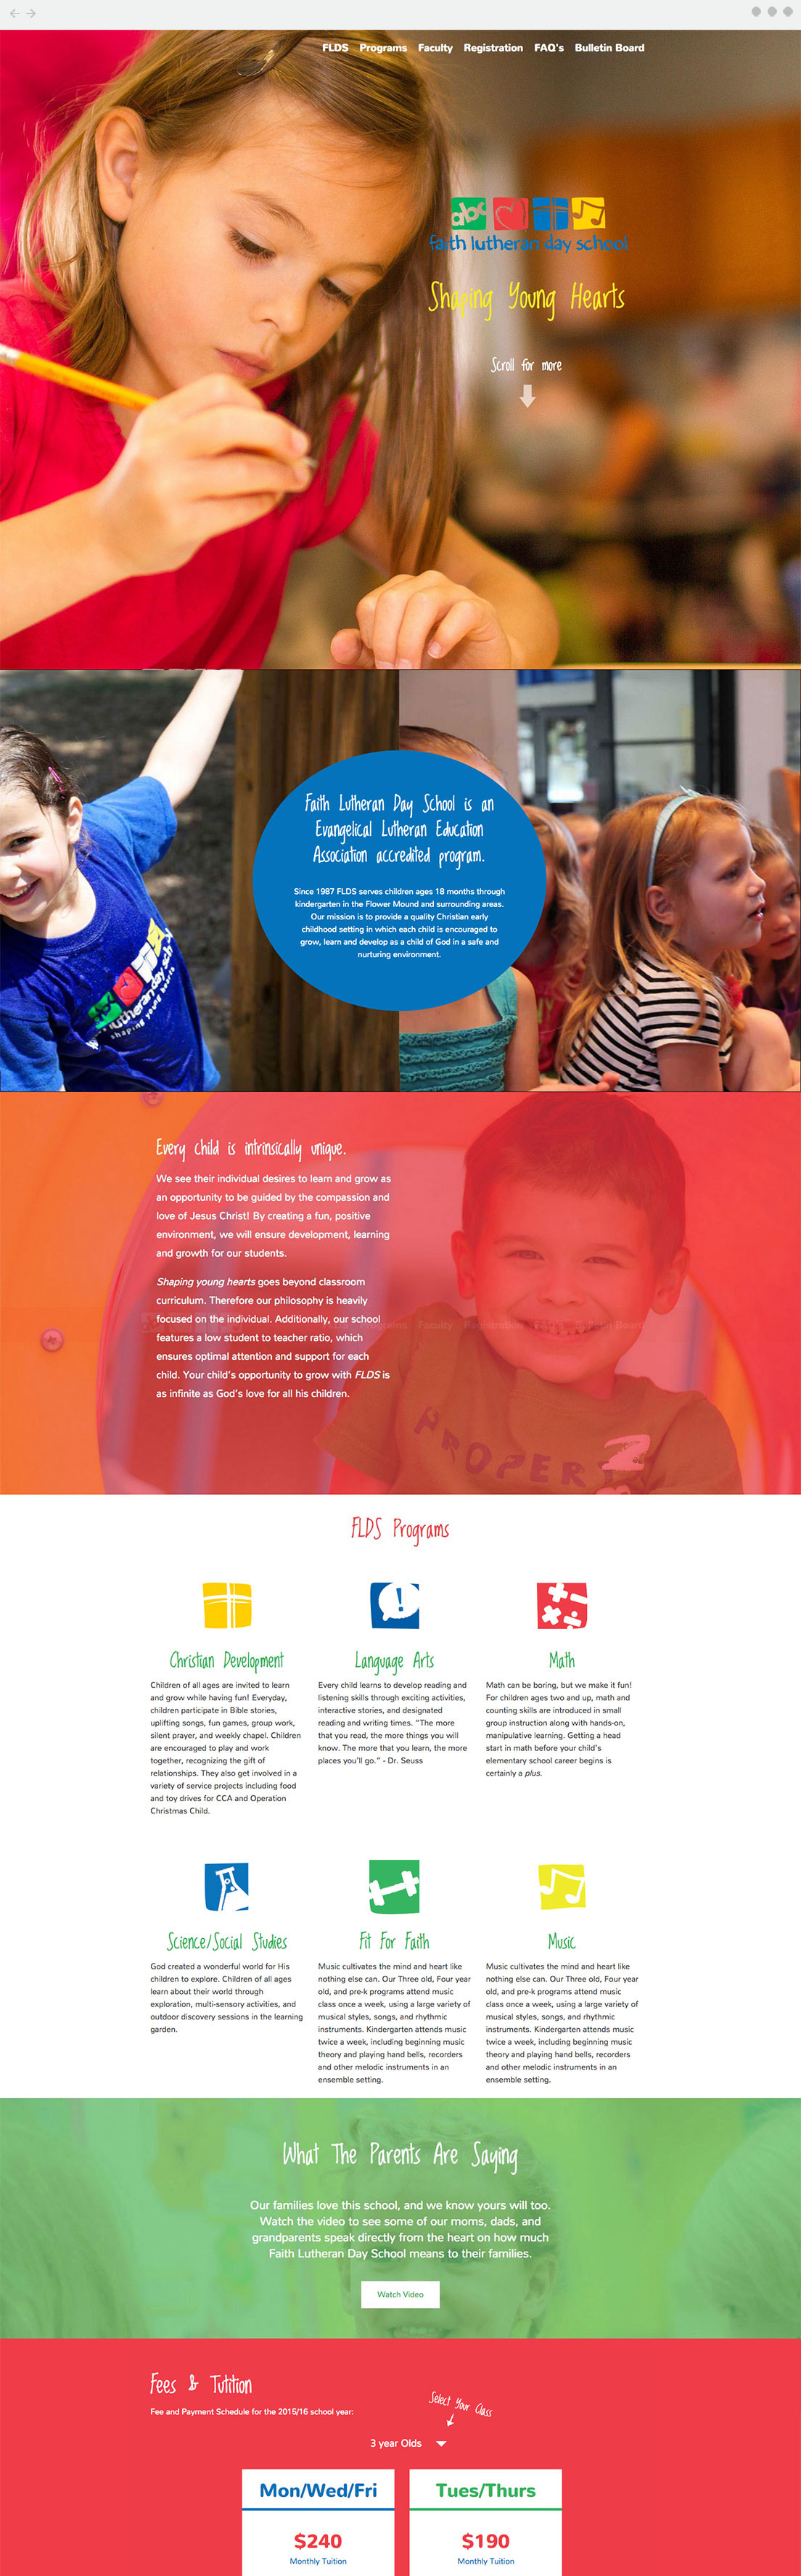 FLDS Programs Faculty Registration FAQ's Bulletin Board
abc
faith lutheran day school
Shaping Young Hearts
Scroll for more
Faith Lutheran Day School is an
Evangelical Lutheran Education
Association accredited program.
Since 1987 FLDS serves children ages 18 months through
kindergarten in the Flower Mound and surrounding areas.
Our mission is to provide a quality Christian early
childhood setting in which each child is encouraged to
grow, learn and develop as a child of God in a safe and
nurturing environment.
lutheran day sch
shaping young hearts
Every child is intrinsically unique.
We see their individual desires to learn and grow as
an opportunity to be guided by the compassion and
love of Jesus Christ! By creating a fun, positive
environment, we will ensure development, learning
and growth for our students.
Shaping young hearts goes beyond classroom
curriculum. Therefore our philosophy is heavily
focused on the individual. Additionally, our school
features a low student to teacher ratio, which
ensures optimal attention and support for each
child. Your child's opportunity to grow with FLDS is
as infinite as God's love for all his children.
Programs Faculty Registration FAQ's Bulletin Board
PROPERT
FLDS Programs
Christian Development
Children of all ages are invited to learn
and grow while having fun! Everyday,
children participate in Bible stories,
uplifting songs, fun games, group work,
silent prayer, and weekly chapel. Children
are encouraged to play and work
together, recognizing the gift of
relationships. They also get involved in a
variety of service projects including food
and toy drives for CCA and Operation
Christmas Child.
Language Arts
Every child learns to develop reading and
listening skills through exciting activities,
interactive stories, and designated
reading and writing times. "The more
that you read, the more things you will
know. The more that you learn, the more
places you'll go." - Dr. Seuss
Math
Math can be boring, but we make it fun!
For children ages two and up, math and
counting skills are introduced in small
group instruction along with hands-on,
manipulative learning. Getting a head
start in math before your child's
elementary school career begins is
certainly a plus.
Science/Social Studies
God created a wonderful world for His
children to explore. Children of all ages
learn about their world through
exploration, multi-sensory activities, and
outdoor discovery sessions in the learning
garden.
Fit For Faith
Music cultivates the mind and heart like
nothing else can. Our Three old, Four year
old, and pre-k programs attend music
class once a week, using a large variety of
musical styles, songs, and rhythmic
instruments. Kindergarten attends music
twice a week, including beginning music
theory and playing hand bells, recorders
and other melodic instruments in an
ensemble setting.
Music
Music cultivates the mind and heart like
nothing else can. Our Three old, Four year
old, and pre-k programs attend music
class once a week, using a large variety of
musical styles, songs, and rhythmic
instruments. Kindergarten attends music
twice a week, including beginning music
theory and playing hand bells, recorders
and other melodic instruments in an
ensemble setting.
What The Parents Are Saying
Our families love this school, and we know yours will too.
Watch the video to see some of our moms, dads, and
grandparents speak directly from the heart on how much
Faith Lutheran Day School means to their families.
Watch Video
Fees & Tutition
Fee and Payment Schedule for the 2015/16 school year:
Select Your Class
3 year Olds
Mon/Wed/Fri
$240
Monthly Tuition
Tues/Thurs
$190
Monthly Tuition